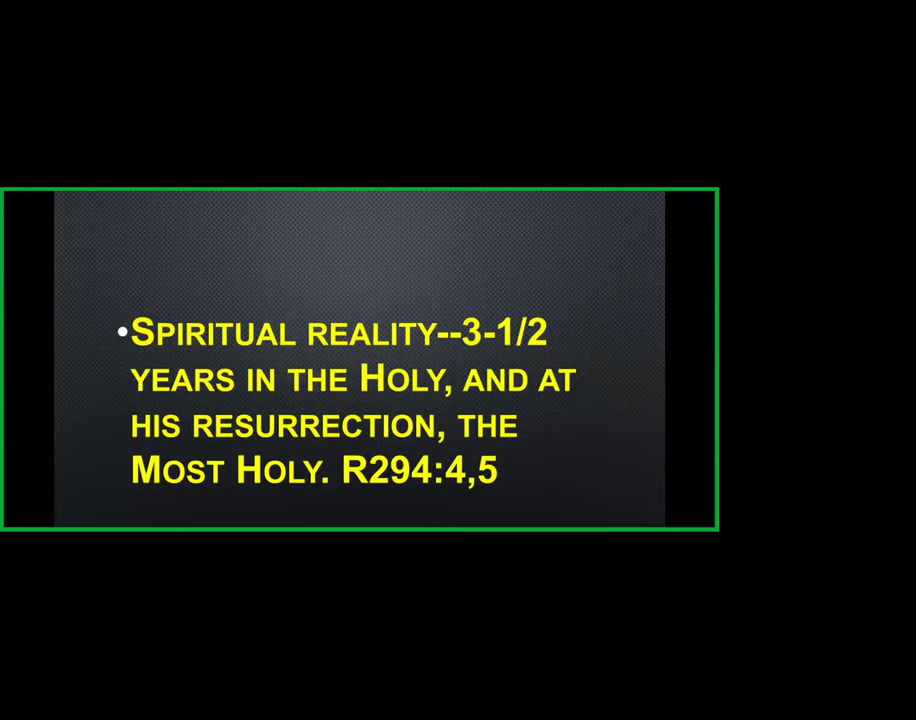 •Spiritual reality--3-1/2
years in the Holy, and at
his resurrection, the
Most Holy. R294:4,5